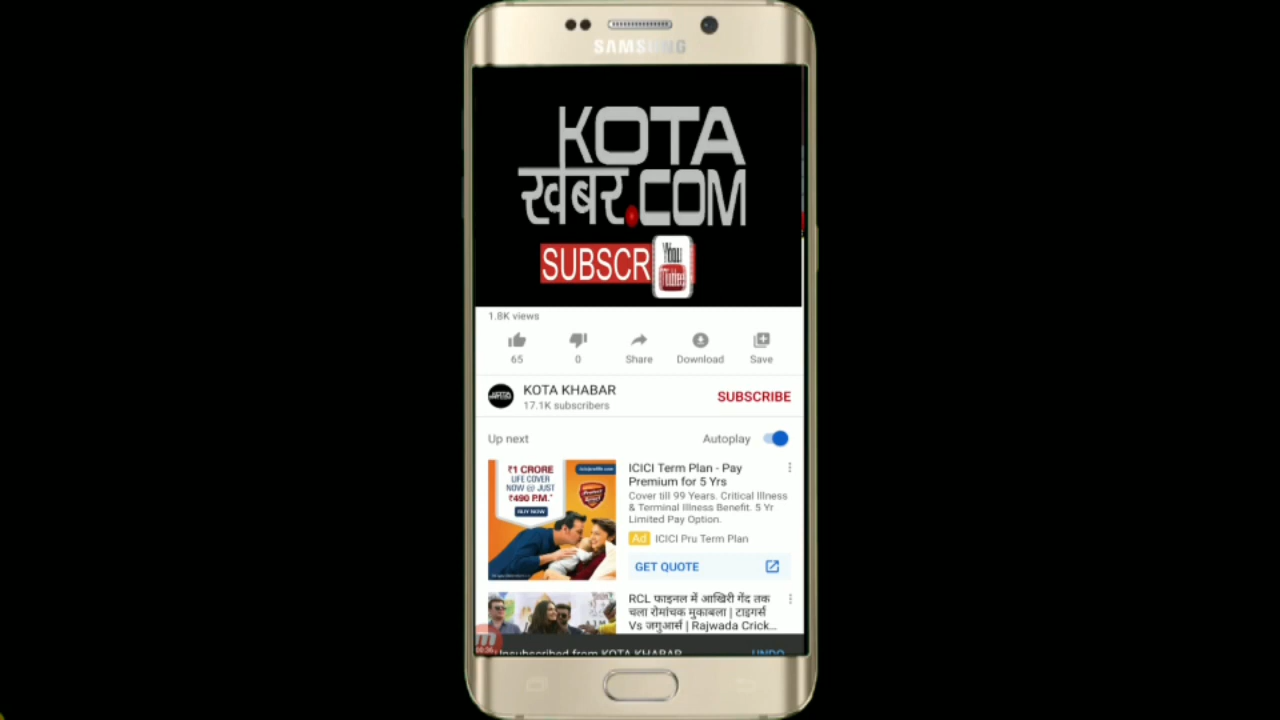 SAMSUNG
KOTA
खबर.COM
SUBSCR
You
1.8K views
65
0
Share
Download
Save
KOTA KHABAR
17.1K subscribers
SUBSCRIBE
Up next
Autoplay
₹1 CRORE
LIFE COVER
NOW @ JUST
₹490 P.M.*
BUY NOW
ICICI Term Plan - Pay
Premium for 5 Yrs
Cover till 99 Years. Critical Illness
& Terminal Illness Benefit. 5 Yr
Limited Pay Option.
Ad ICICI Pru Term Plan
GET QUOTE
RCL फाइनल में आखिरी गेंद तक
चला रोमांचक मुकाबला | टाइगर्स
Vs जगुआर्स | Rajwada Crick...
Unsubscribed from KOTA KHABAR
UNDO